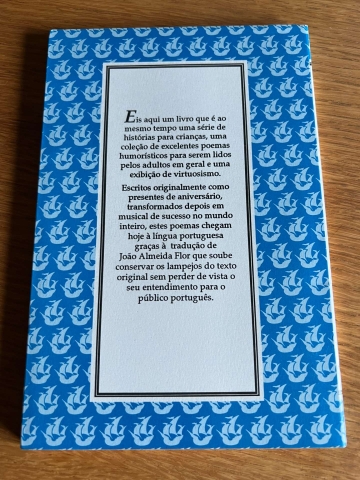 Eis aqui um livro que é ao
mesmo tempo uma série de
histórias para crianças, uma
coleção de excelentes poemas
humorísticos para serem lidos
pelos adultos em geral e uma
exibição de virtuosismo.
Escritos originalmente como
presentes de aniversário,
transformados depois em
musical de sucesso no mundo
inteiro, estes poemas chegam
hoje à língua portuguesa
graças à tradução de
João Almeida Flor que soube
conservar os lampejos do texto
original sem perder de vista o
seu entendimento para o
público português.